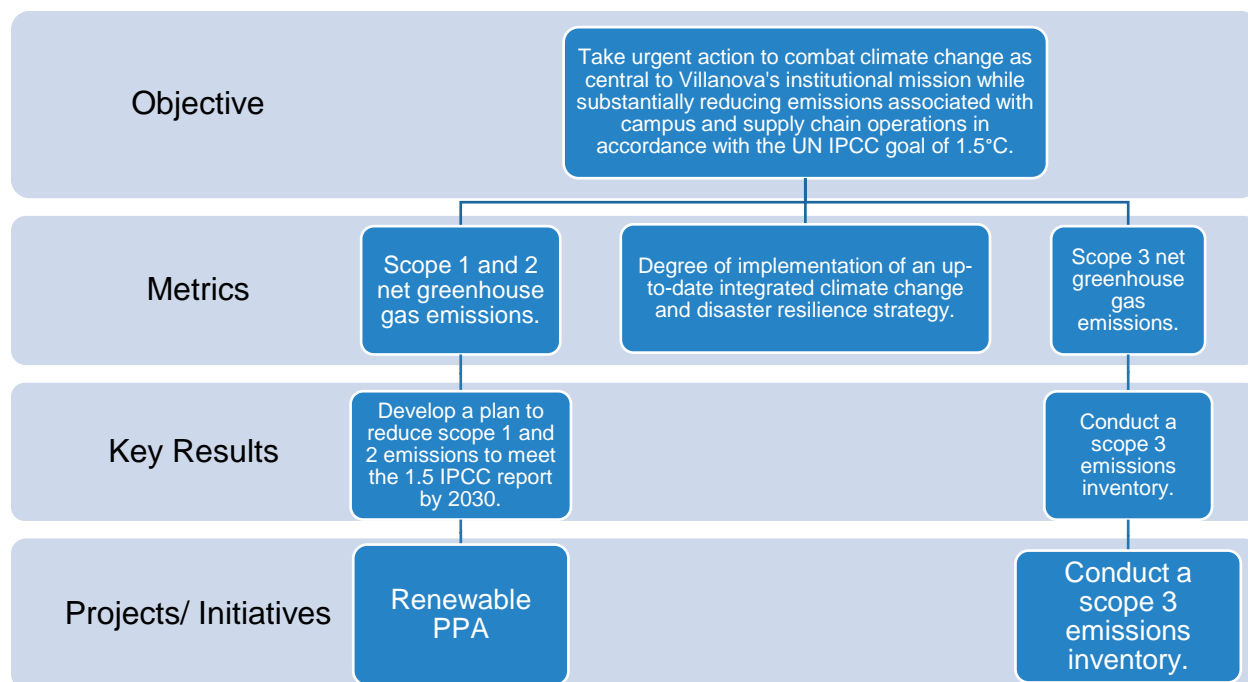 Objective
Take urgent action to combat climate change as
central to Villanova's institutional mission while
substantially reducing emissions associated with
campus and supply chain operations in
accordance with the UN IPCC goal of 1.5°C.
Metrics
Scope 1 and 2
net greenhouse
gas emissions.
Degree of implementation of an up-
to-date integrated climate change
and disaster resilience strategy.
Scope 3 net
greenhouse
gas
emissions.
Key Results
Develop a plan to
reduce scope 1 and
2 emissions to meet
the 1.5 IPCC report
by 2030.
Conduct a
scope 3
emissions
inventory.
Projects/ Initiatives
Renewable
PPA
Conduct a
scope 3
emissions
inventory.